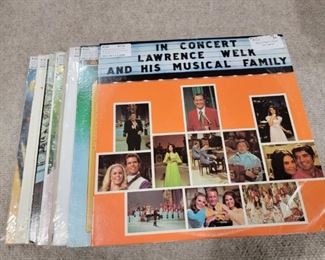 IN CONCERT
LAWRENCE WELK
AND HIS MUSICAL FAMILY